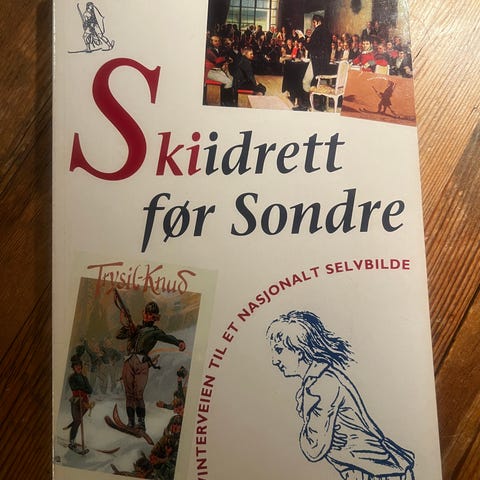 Skiidrett
før Sondre
Trysil-Knud
VINTERVEIEN TIL ET NASJONALT SELVBILDE